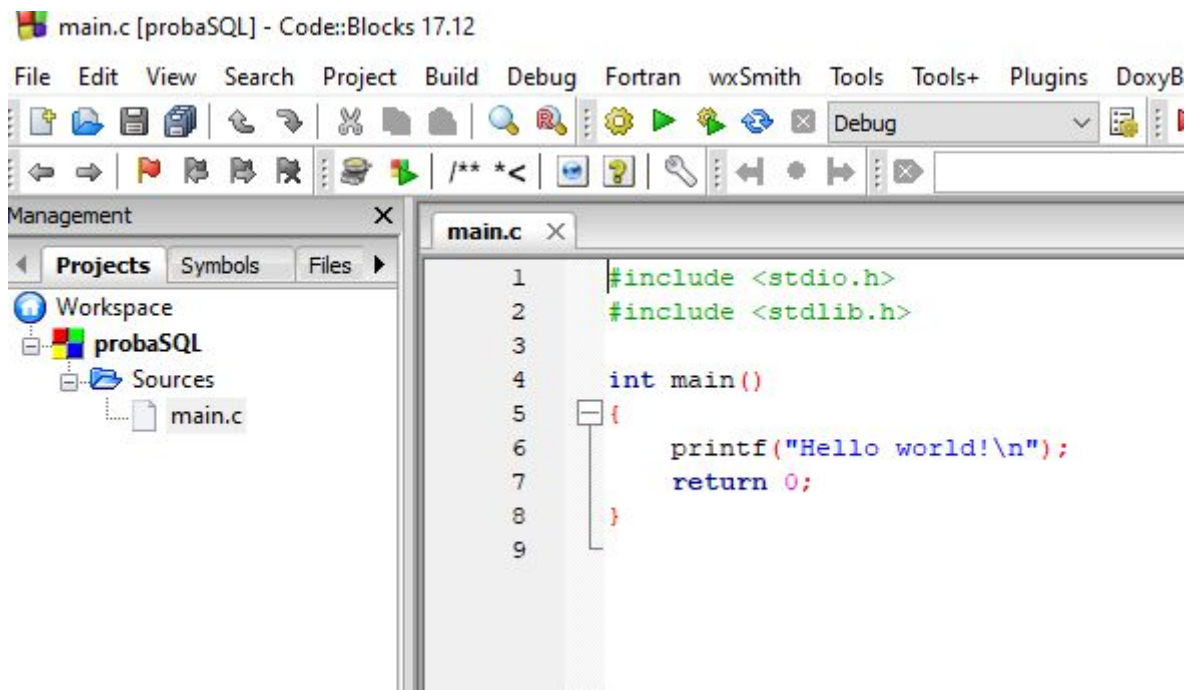 main.c [probaSQL] - Code::Blocks 17.12
File Edit View Search Project Build Debug Fortran wxSmith Tools Tools+ Plugins DoxyB
Debug
/** *<
Management
Projects Symbols Files
main.c
Workspace
probaSQL
Sources
main.c
1 #include <stdio.h>
2 #include <stdlib.h>
3
4 int main()
5 {
6 printf("Hello world!\n");
7 return 0;
8 }
9